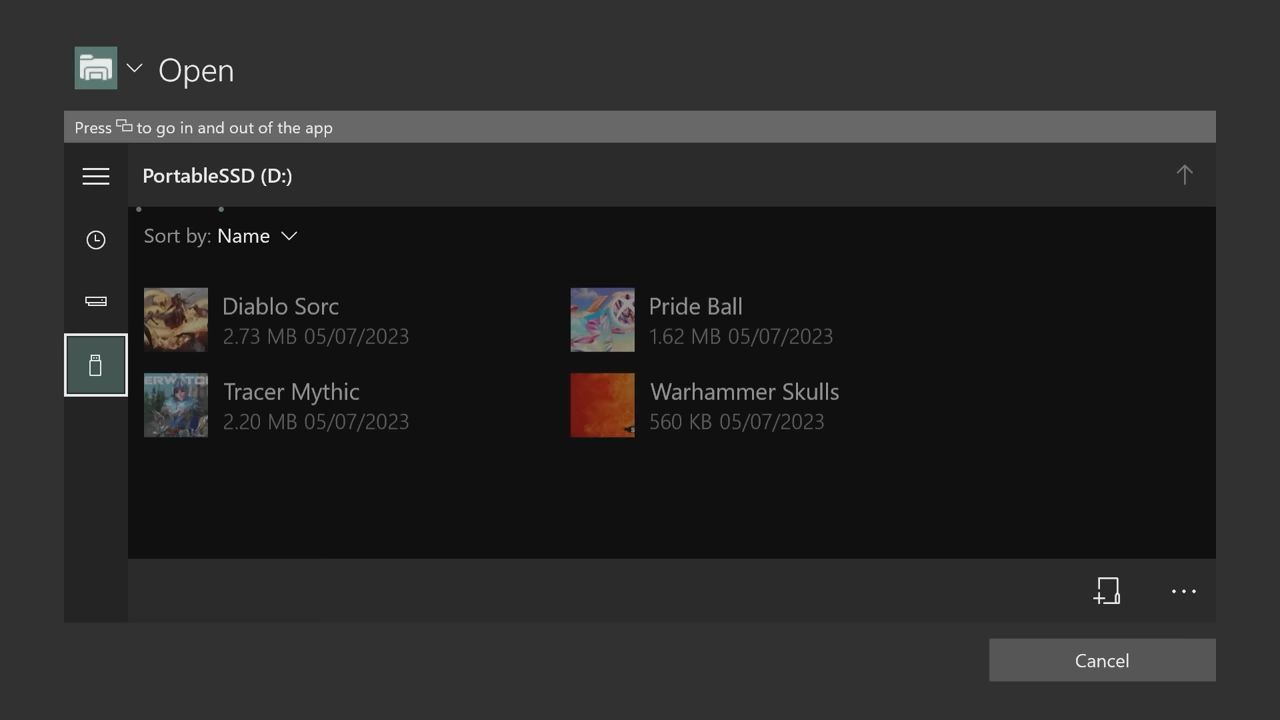 Open
Press to go in and out of the app
PortableSSD (D:)
Sort by: Name
Diablo Sorc
2.73 MB 05/07/2023
Pride Ball
1.62 MB 05/07/2023
Tracer Mythic
2.20 MB 05/07/2023
Warhammer Skulls
560 KB 05/07/2023
Cancel